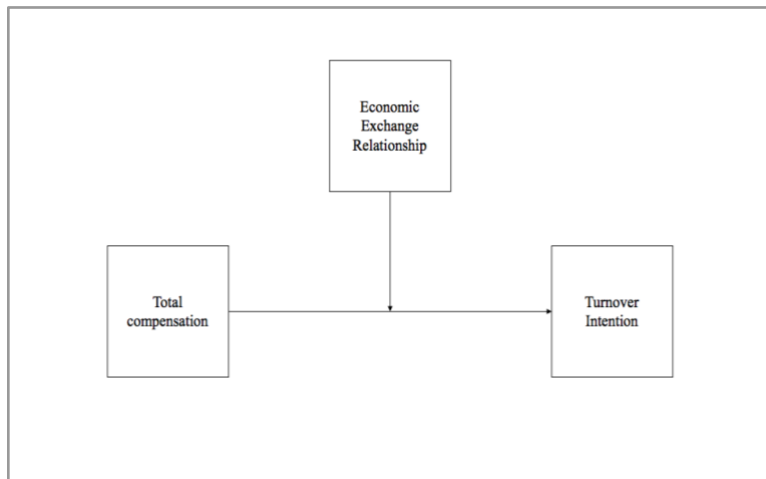 Economic
Exchange
Relationship
Total
compensation
Turnover
Intention